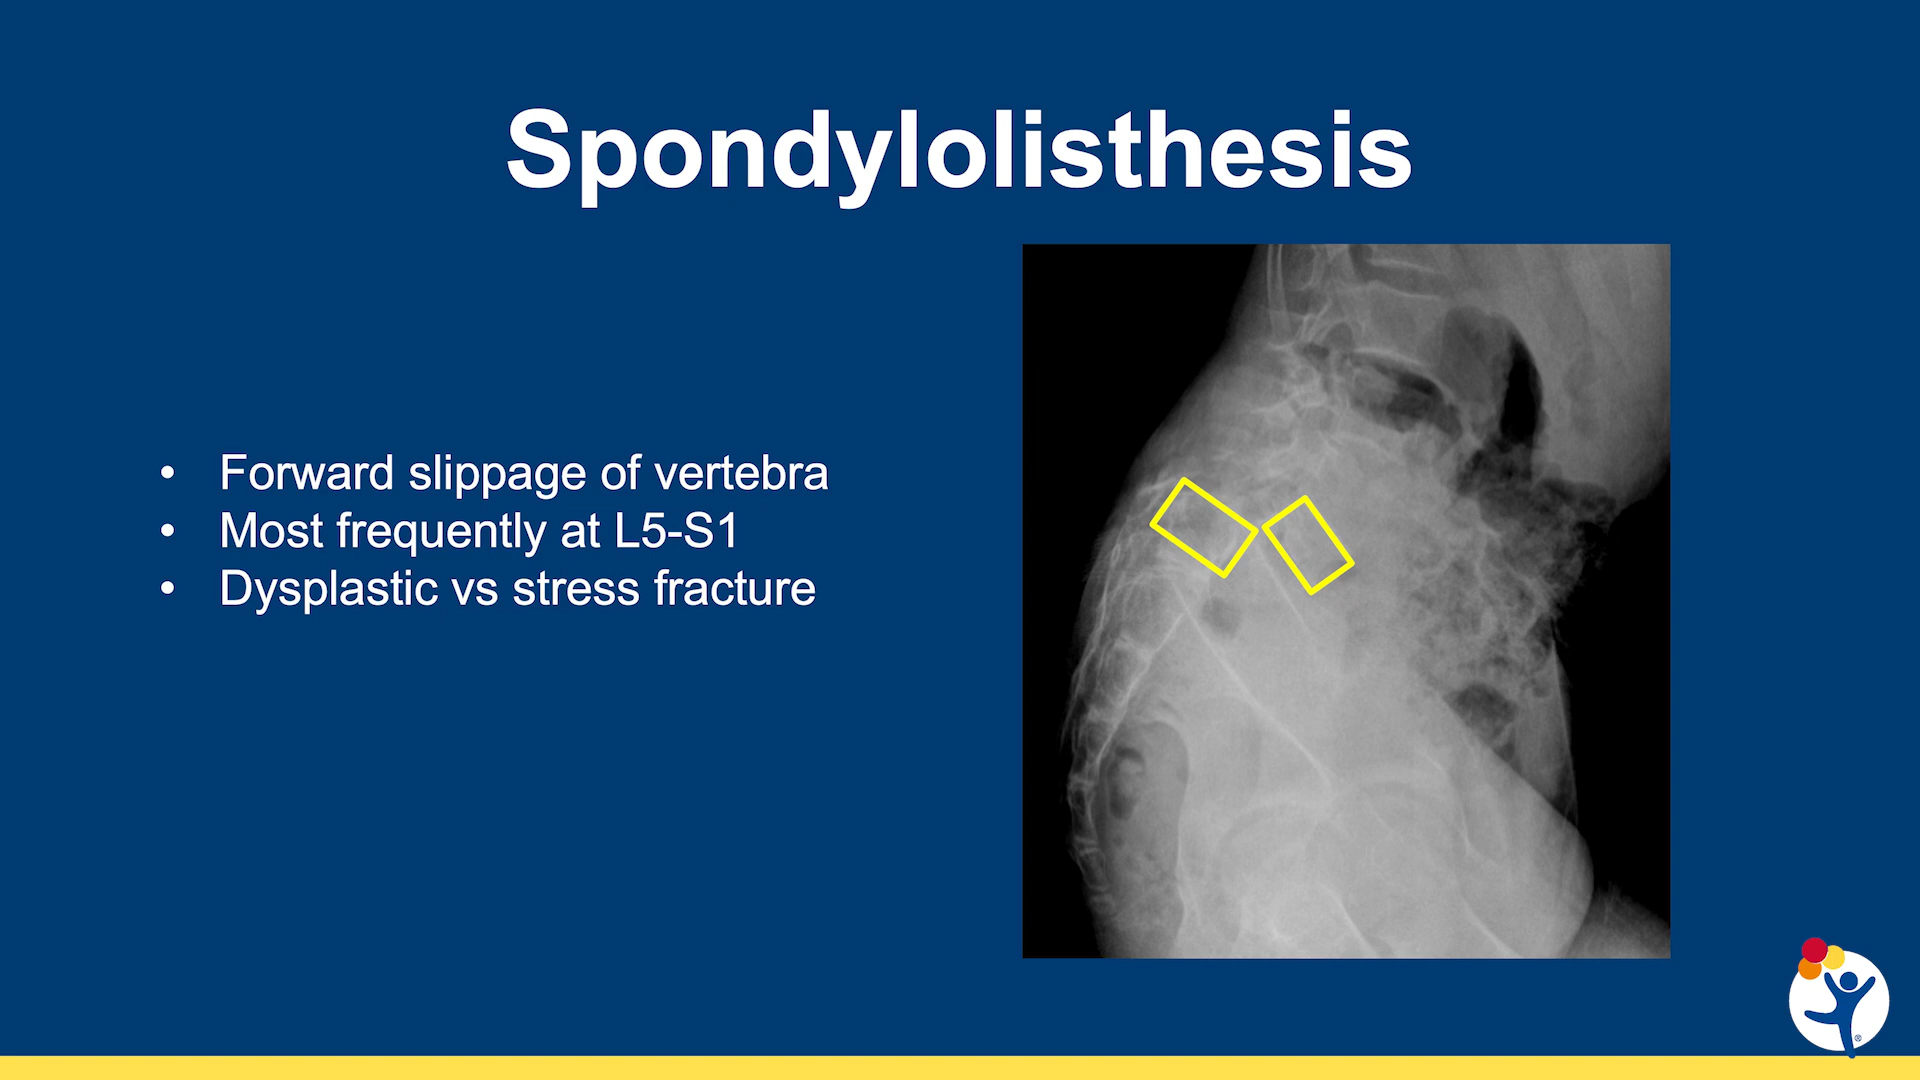 Spondylolisthesis
• Forward slippage of vertebra
• Most frequently at L5-S1
• Dysplastic vs stress fracture
®